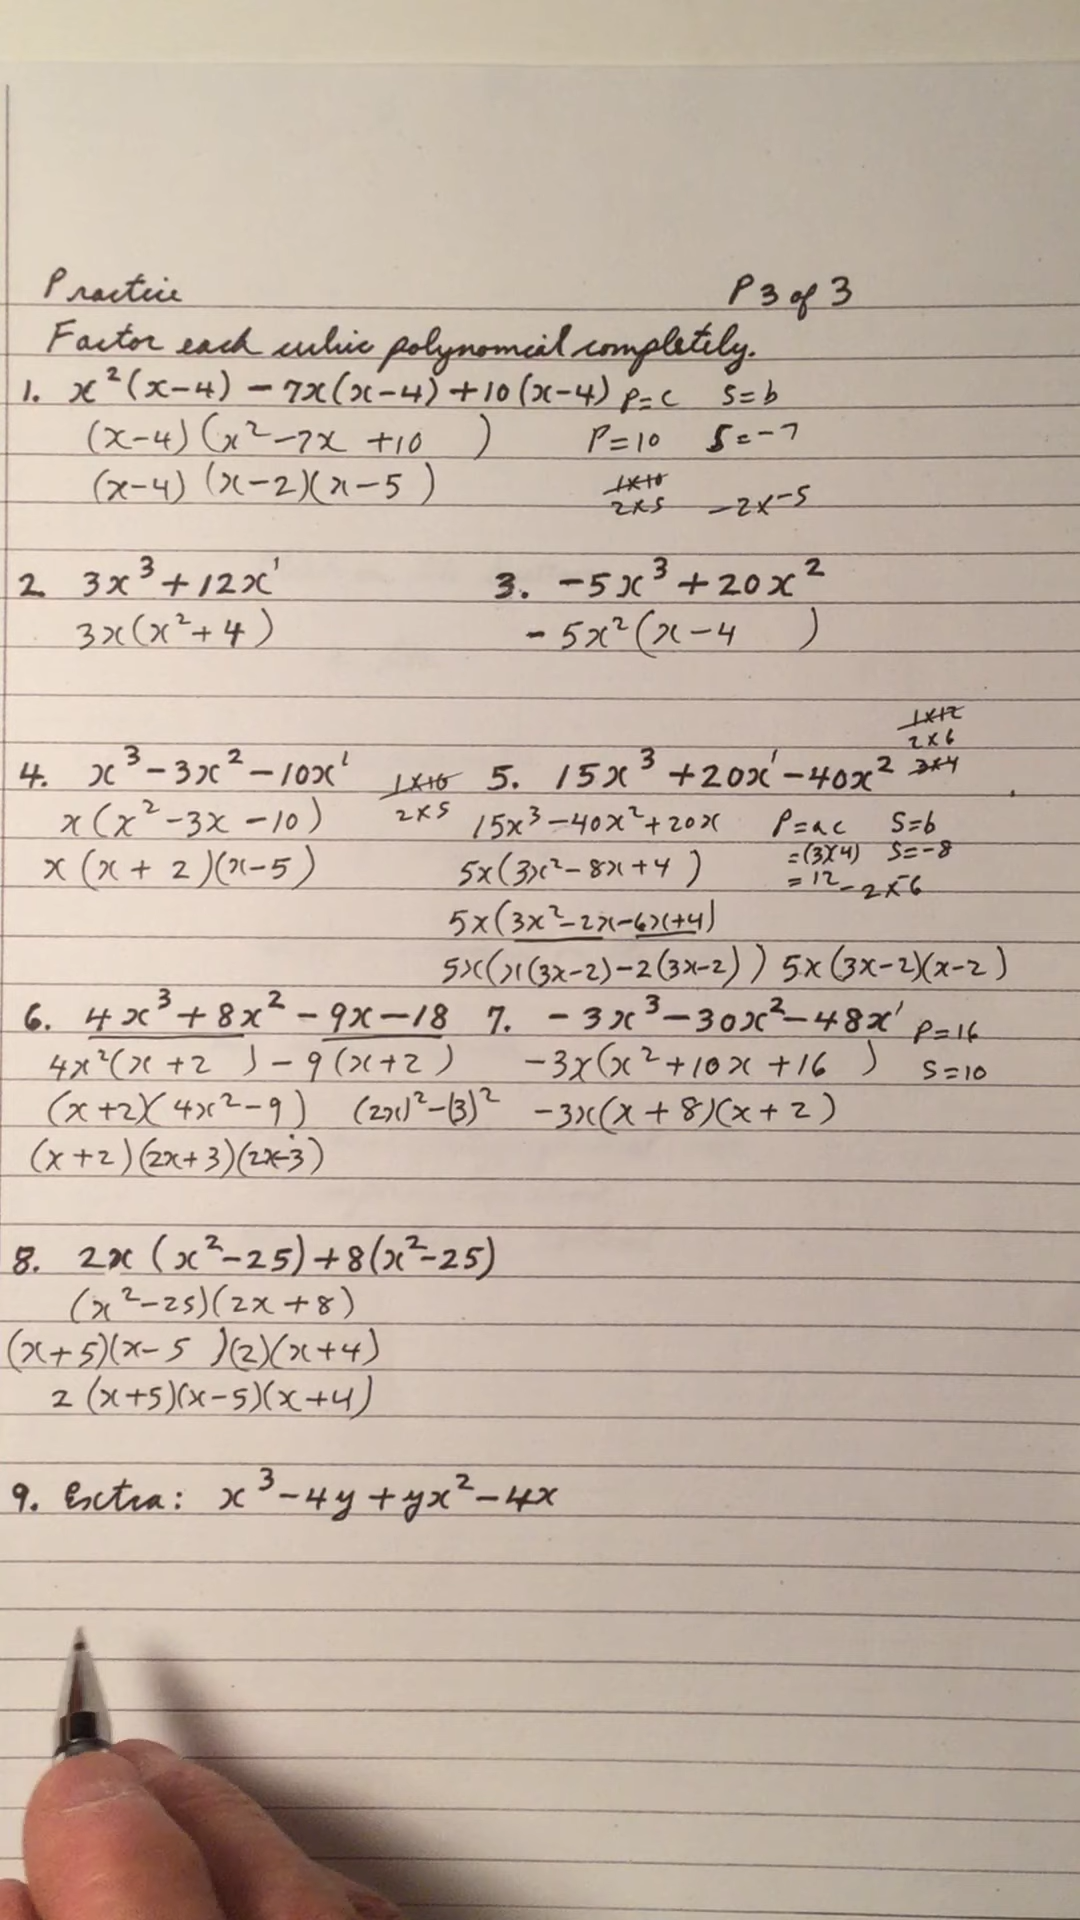 Practice P 3 of 3
Factor each cubic polynomial completely.
1. x²(x-4) - 7x(x-4) + 10(x-4) P=c S=b
(x-4)(x²-7x +10 ) P=10 S=-7
(x-4)(x-2)(x-5) 1x10
2x5 -2x-5
2. 3x³+12x¹ 3. -5x³+20x²
3x(x²+4) -5x²(x-4 )
1x12
2x6
4. x³-3x²-10x¹ 1x10 5. 15x³+20x¹-40x² 3x4
x(x²-3x-10) 2x5 15x³-40x²+20x P=ac S=b
x(x+2)(x-5) 5x(3x²-8x+4) =(3)(4) S=-8
=12 -2x-6
5x(3x²-2x-6x+4)
5x(x(3x-2)-2(3x-2)) 5x(3x-2)(x-2)
6. 4x³+8x²-9x-18 7. -3x³-30x²-48x¹ P=16
4x²(x+2 )-9(x+2) -3x(x²+10x+16 ) S=10
(x+2)(4x²-9) (2x)²-(3)² -3x(x+8)(x+2)
(x+2)(2x+3)(2x-3)
8. 2x(x²-25)+8(x²-25)
(x²-25)(2x+8)
(x+5)(x-5 )(2)(x+4)
2(x+5)(x-5)(x+4)
9. Extra: x³-4y+yx²-4x